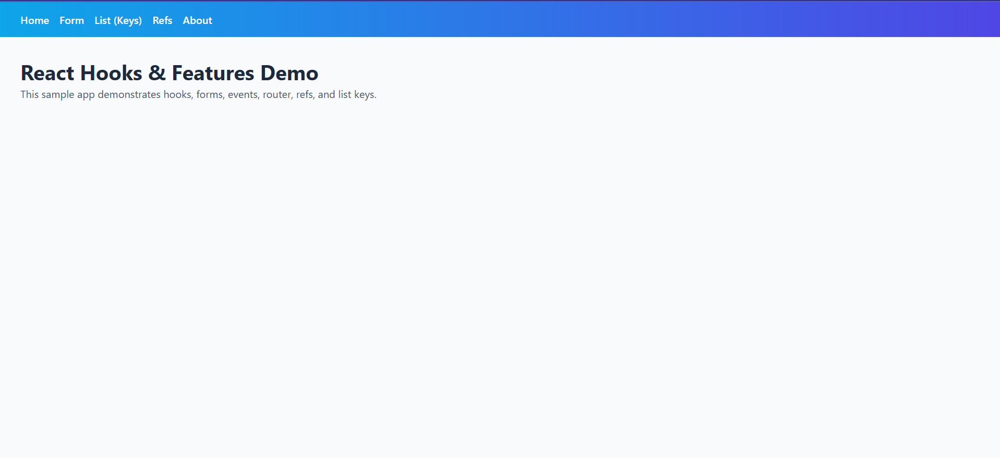 Home Form List (Keys) Refs About
React Hooks & Features Demo
This sample app demonstrates hooks, forms, events, router, refs, and list keys.